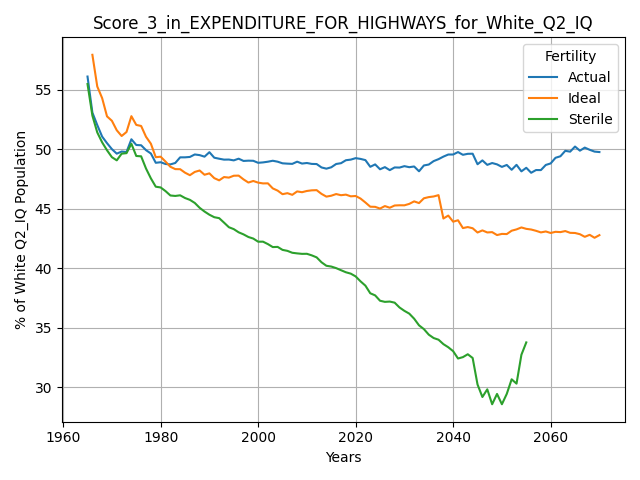 Score_3_in_EXPENDITURE_FOR_HIGHWAYS_for_White_Q2_IQ
% of White Q2_IQ Population
55
50
45
40
35
30
1960
1980
2000
2020
2040
2060
Years
Fertility
Actual
Ideal
Sterile